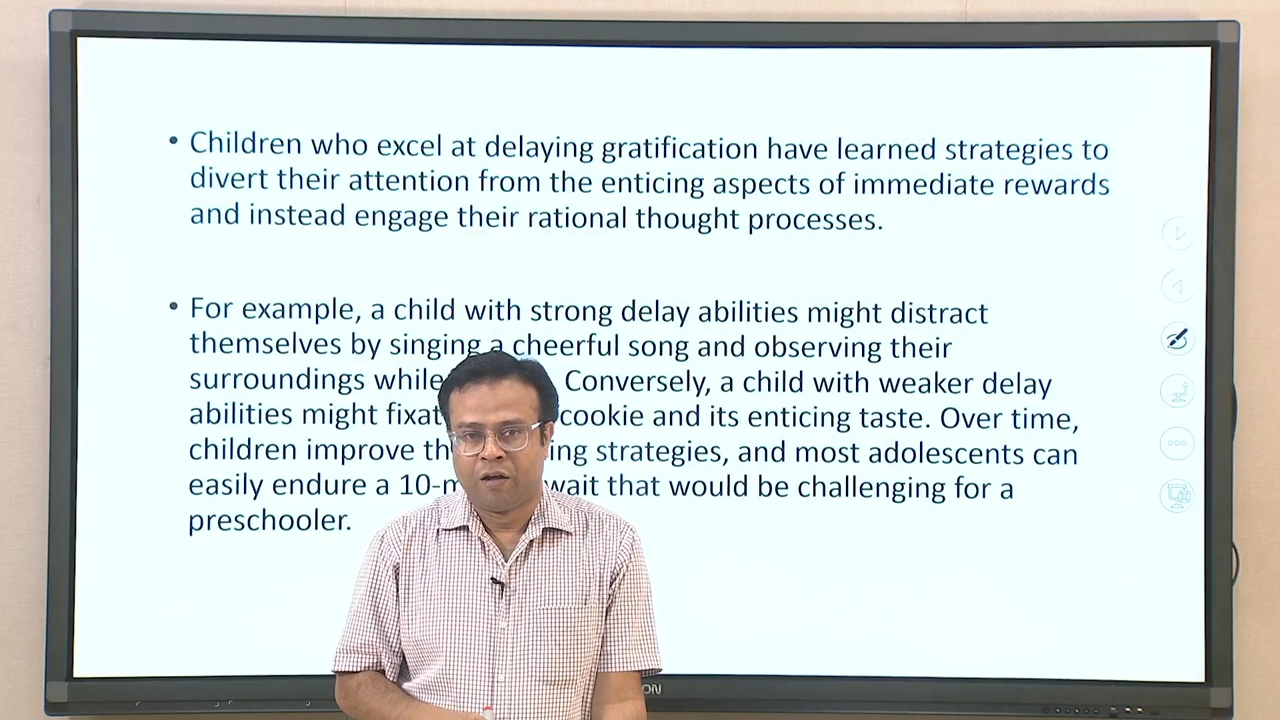 • Children who excel at delaying gratification have learned strategies to
divert their attention from the enticing aspects of immediate rewards
and instead engage their rational thought processes.
• For example, a child with strong delay abilities might distract
themselves by singing a cheerful song and observing their
surroundings while Conversely, a child with weaker delay
abilities might cookie and its enticing taste. Over time,
children improve strategies, and most adolescents can
easily endure a wait that would be challenging for a
preschooler.